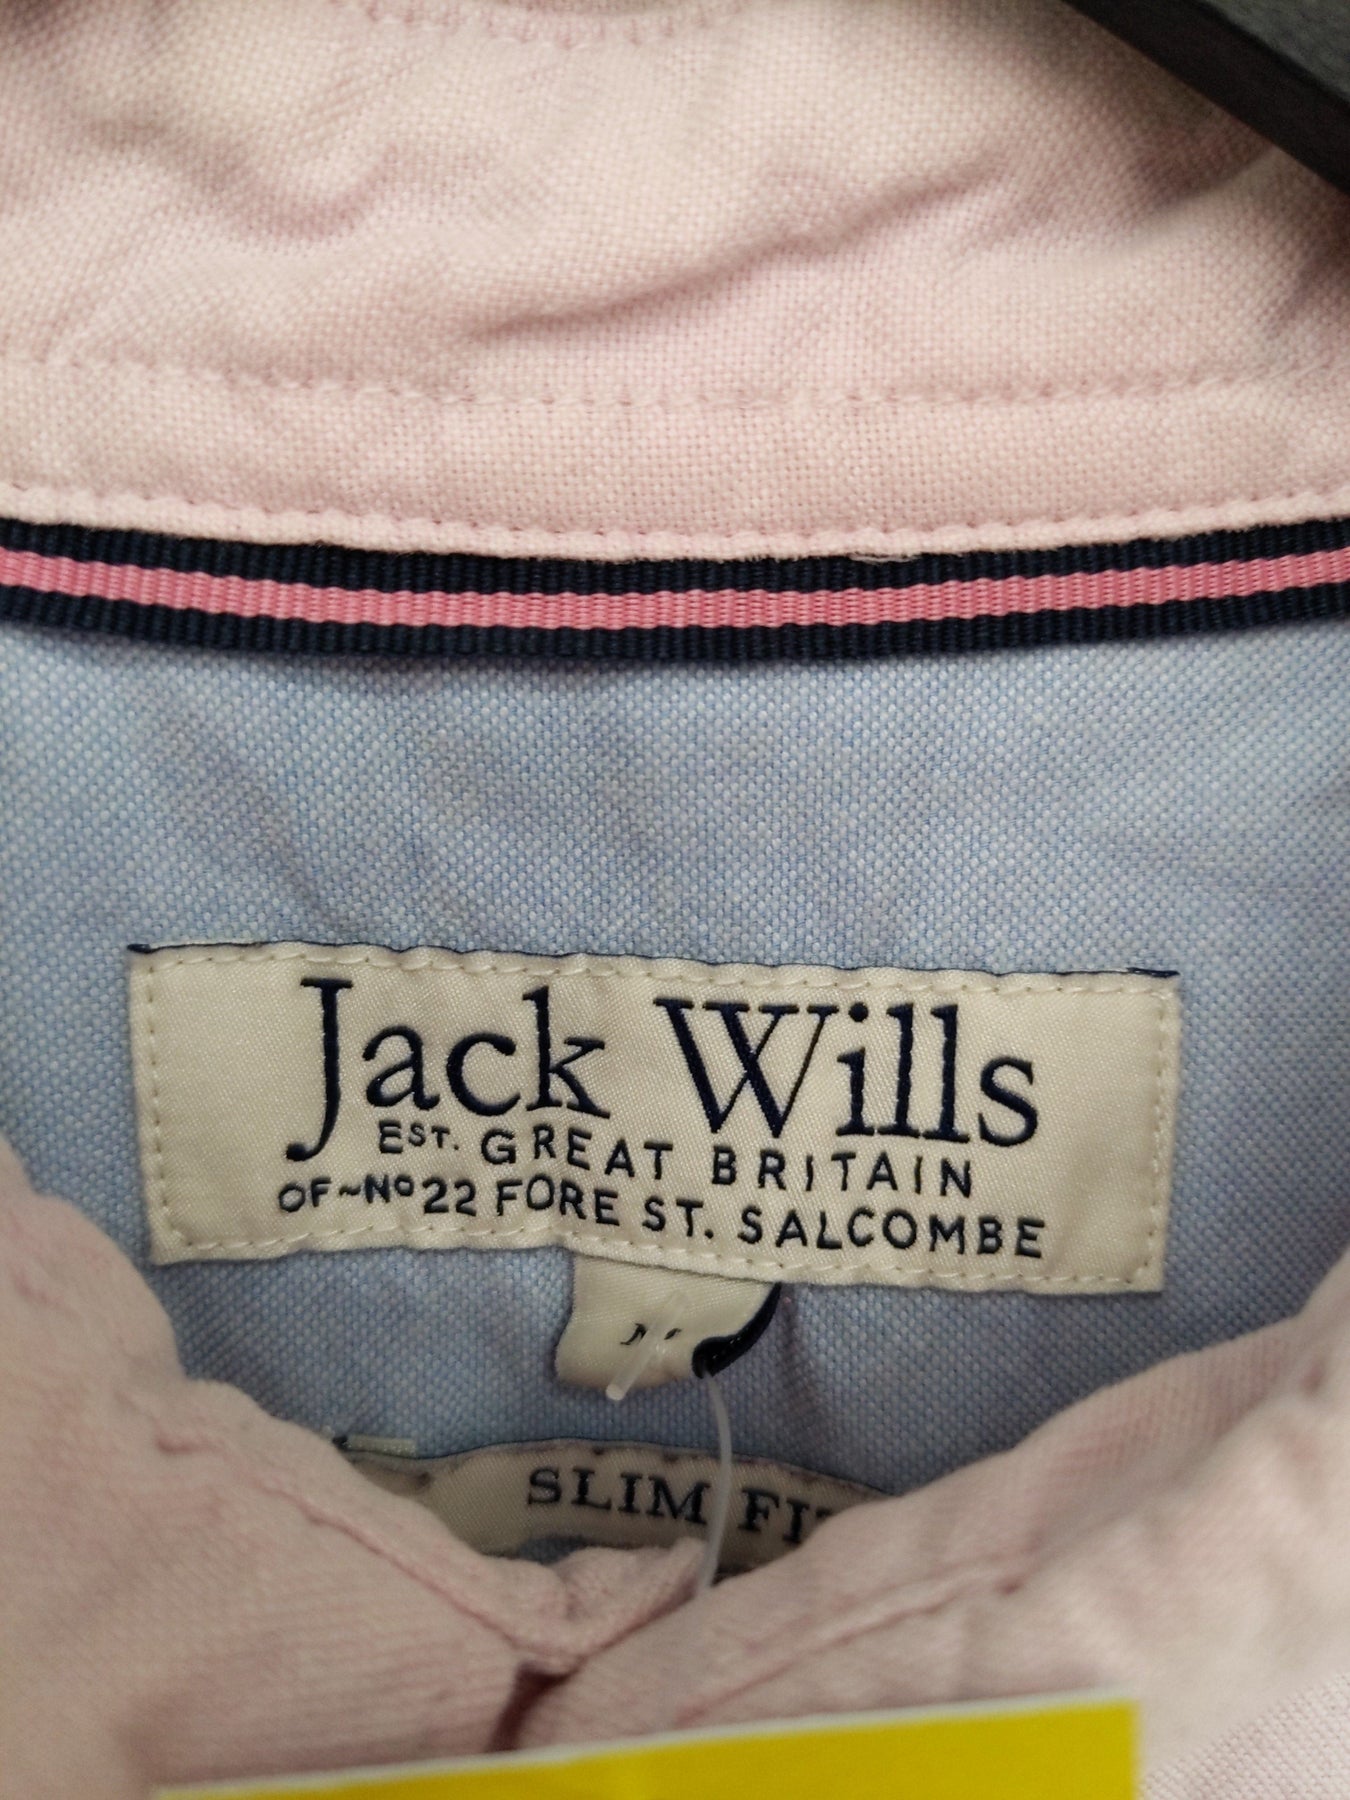 Jack Wills
EST. GREAT BRITAIN
OF~Nº22 FORE ST. SALCOMBE
M
SLIM FIT